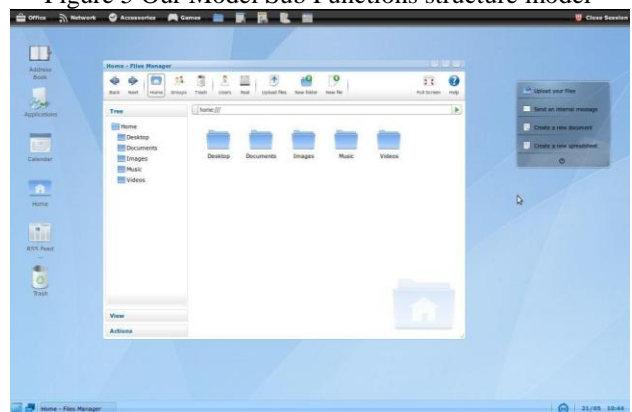 Figure 3 Our Model Sub Functions structure model
Office Network Accessories Games Close Session
Address
Book
Applications
Calendar
Home
RSS Feed
...
Trash
Home - Files Manager
Back Next Home Groups Trash Users Root Upload files New folder New file Full Screen Help
Tree
home:///
Home
Desktop
Documents
Images
Music
Videos
Desktop Documents Images Music Videos
View
Actions
Upload your files
Send an internal message
Create a new document
Create a new spreadsheet
Home - Files Manager
21/05 10:44